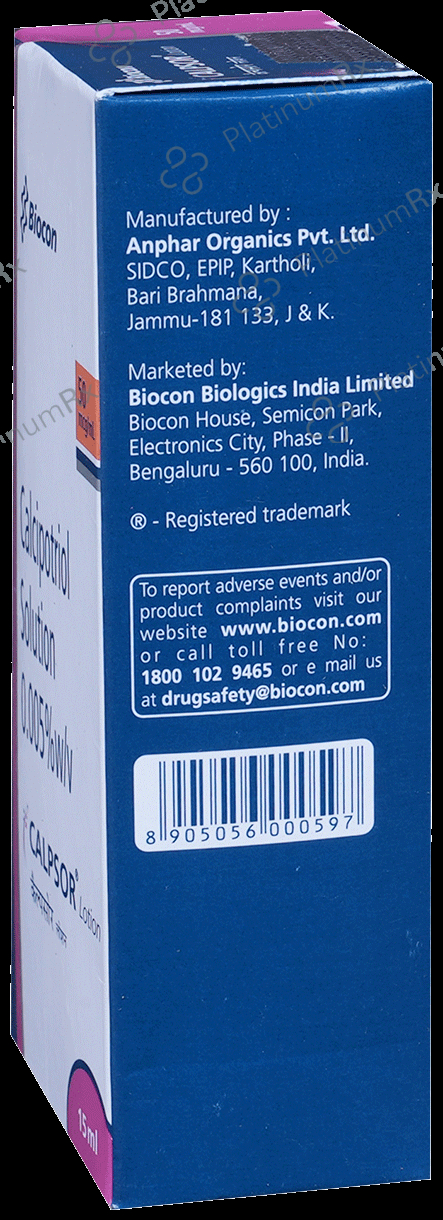 Manufactured by :
Anphar Organics Pvt. Ltd.
SIDCO, EPIP, Kartholi,
Bari Brahmana,
Jammu-181 133, J & K.
Marketed by:
Biocon Biologics India Limited
Biocon House, Semicon Park,
Electronics City, Phase - II,
Bengaluru - 560 100, India.
® - Registered trademark
To report adverse events and/or
product complaints visit our
website www.biocon.com
or call toll free No:
1800 102 9465 or e mail us
at drugsafety@biocon.com
8 905056 000597
Biocon
50
mcg/mL
Calcipotriol
Solution
0.005%w/v
CALPSOR® Lotion
15ml
PlatinumRx